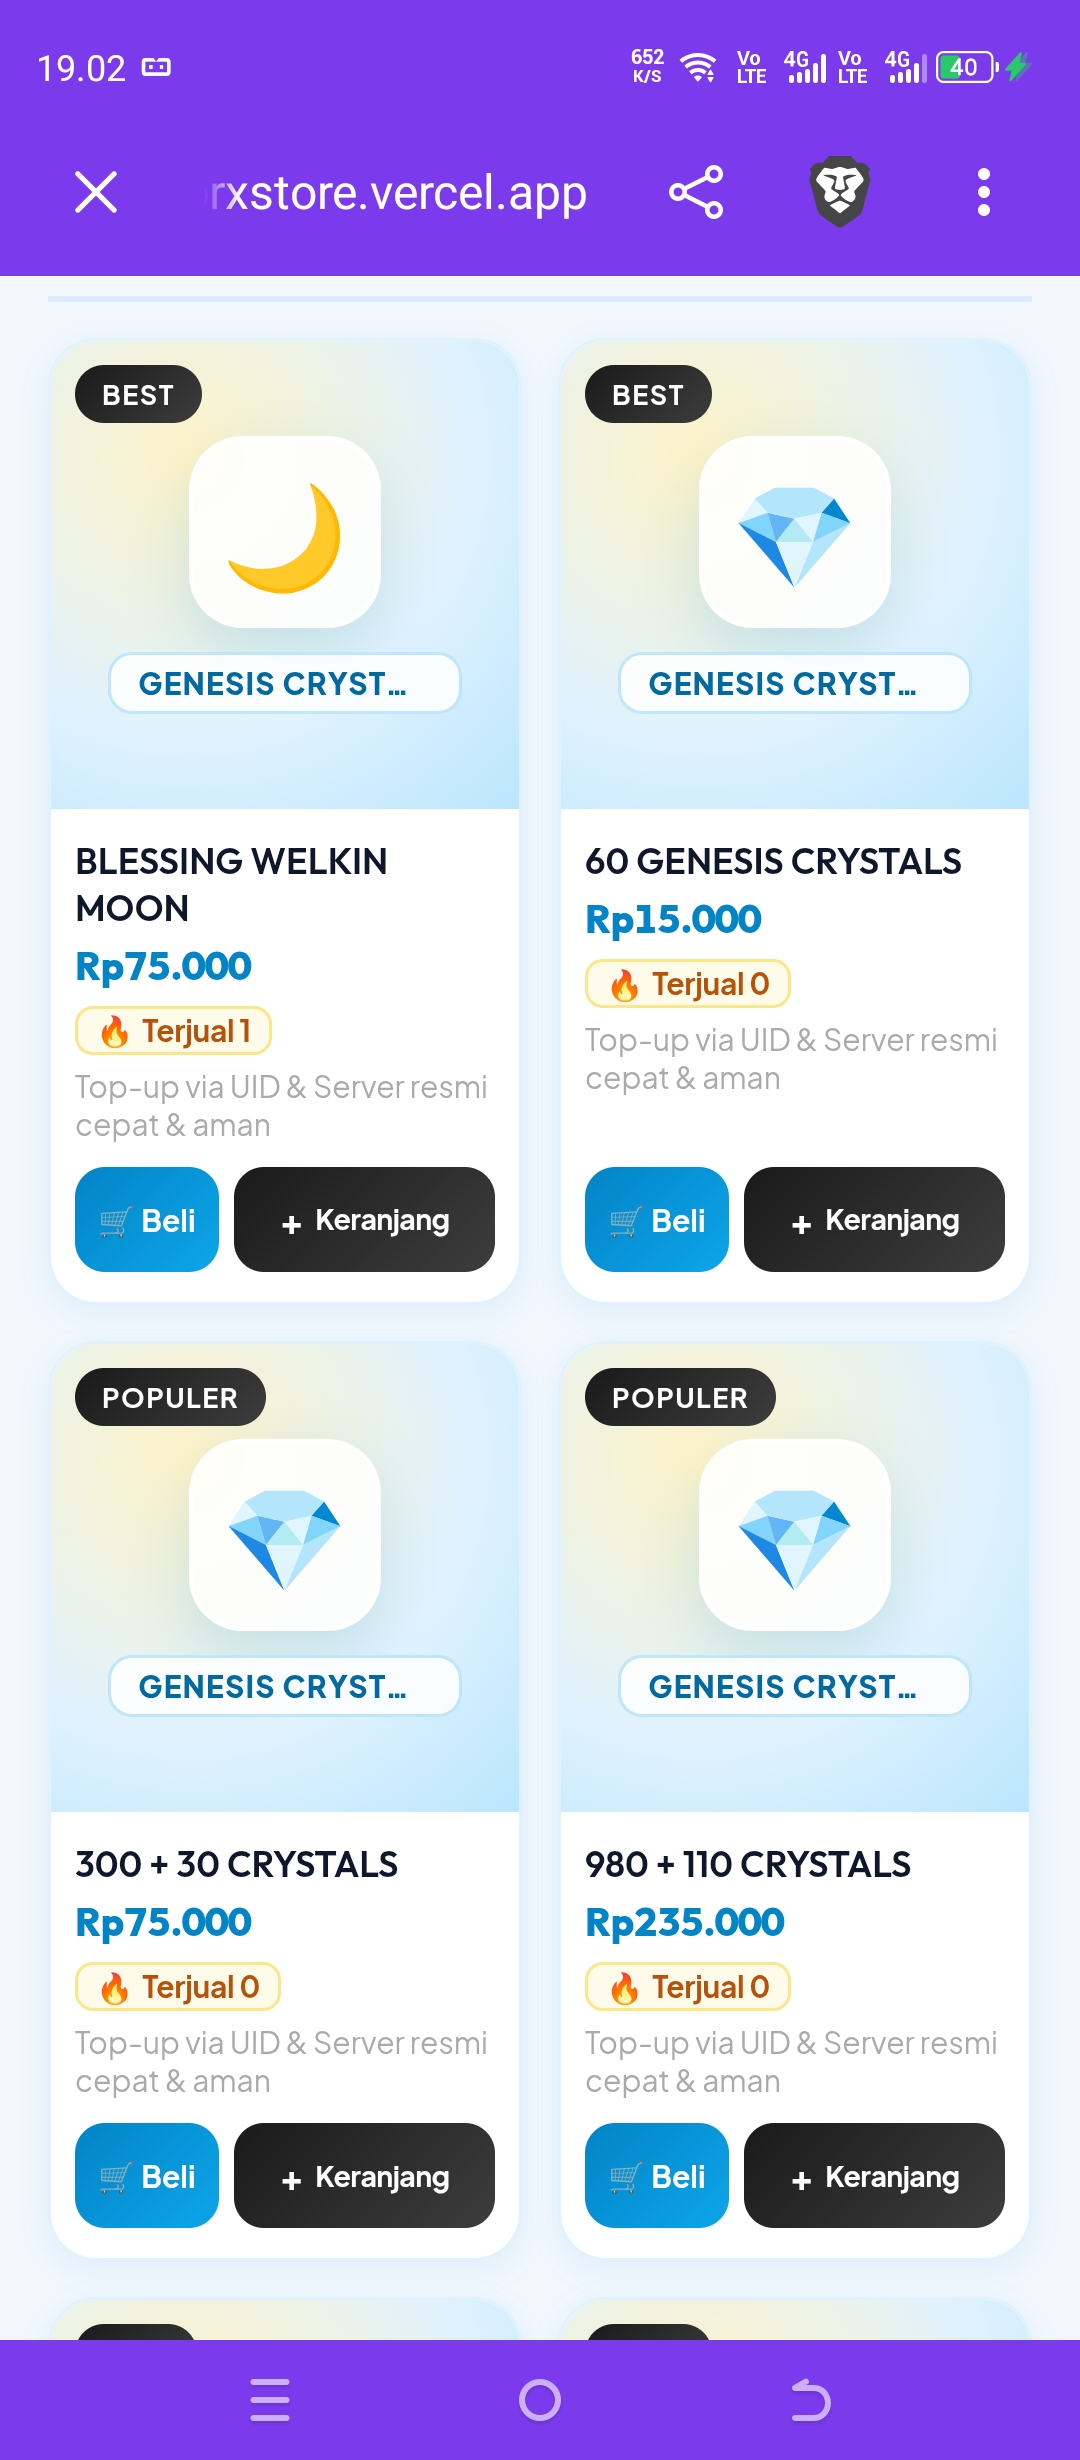 19.02
652 K/S
Vo LTE 4G Vo LTE 4G 40
rxstore.vercel.app
BEST
GENESIS CRYST...
BLESSING WELKIN
MOON
Rp75.000
🔥 Terjual 1
Top-up via UID & Server resmi
cepat & aman
🛒 Beli
+ Keranjang
BEST
GENESIS CRYST...
60 GENESIS CRYSTALS
Rp15.000
🔥 Terjual 0
Top-up via UID & Server resmi
cepat & aman
🛒 Beli
+ Keranjang
POPULER
GENESIS CRYST...
300 + 30 CRYSTALS
Rp75.000
🔥 Terjual 0
Top-up via UID & Server resmi
cepat & aman
🛒 Beli
+ Keranjang
POPULER
GENESIS CRYST...
980 + 110 CRYSTALS
Rp235.000
🔥 Terjual 0
Top-up via UID & Server resmi
cepat & aman
🛒 Beli
+ Keranjang